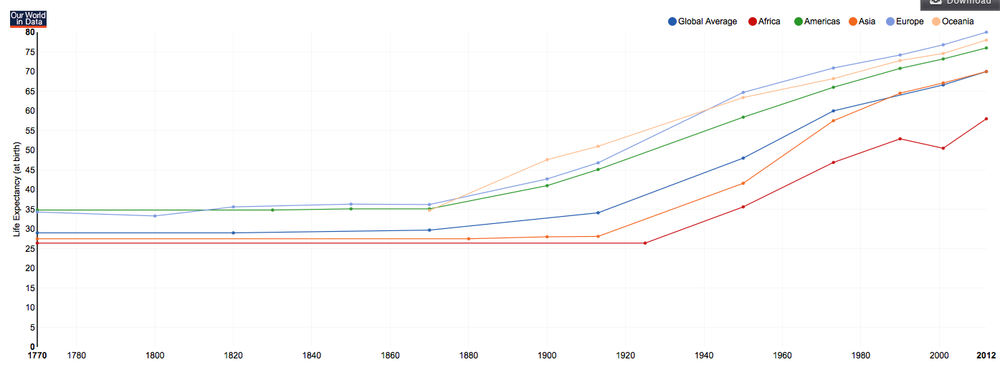 Download
Our World
in Data
Global Average Africa Americas Asia Europe Oceania
80
75
70
65
60
55
50
45
40
35
30
25
20
15
10
5
0
Life Expectancy (at birth)
1770 1780 1800 1820 1840 1860 1880 1900 1920 1940 1960 1980 2000 2012